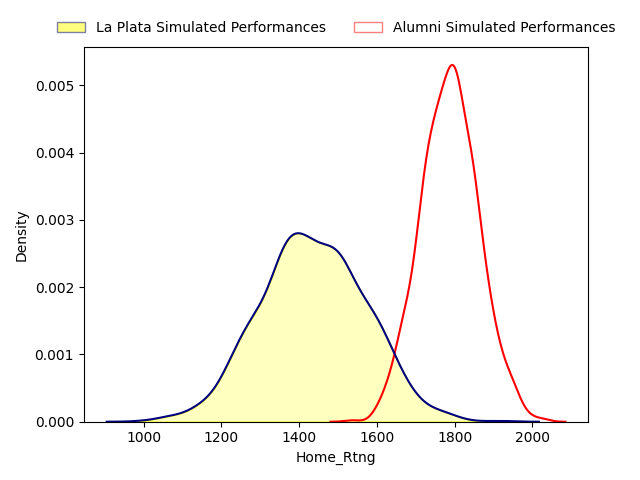 La Plata Simulated Performances Alumni Simulated Performances
0.005
0.004
0.003
0.002
0.001
0.000
Density
1000 1200 1400 1600 1800 2000
Home_Rtng